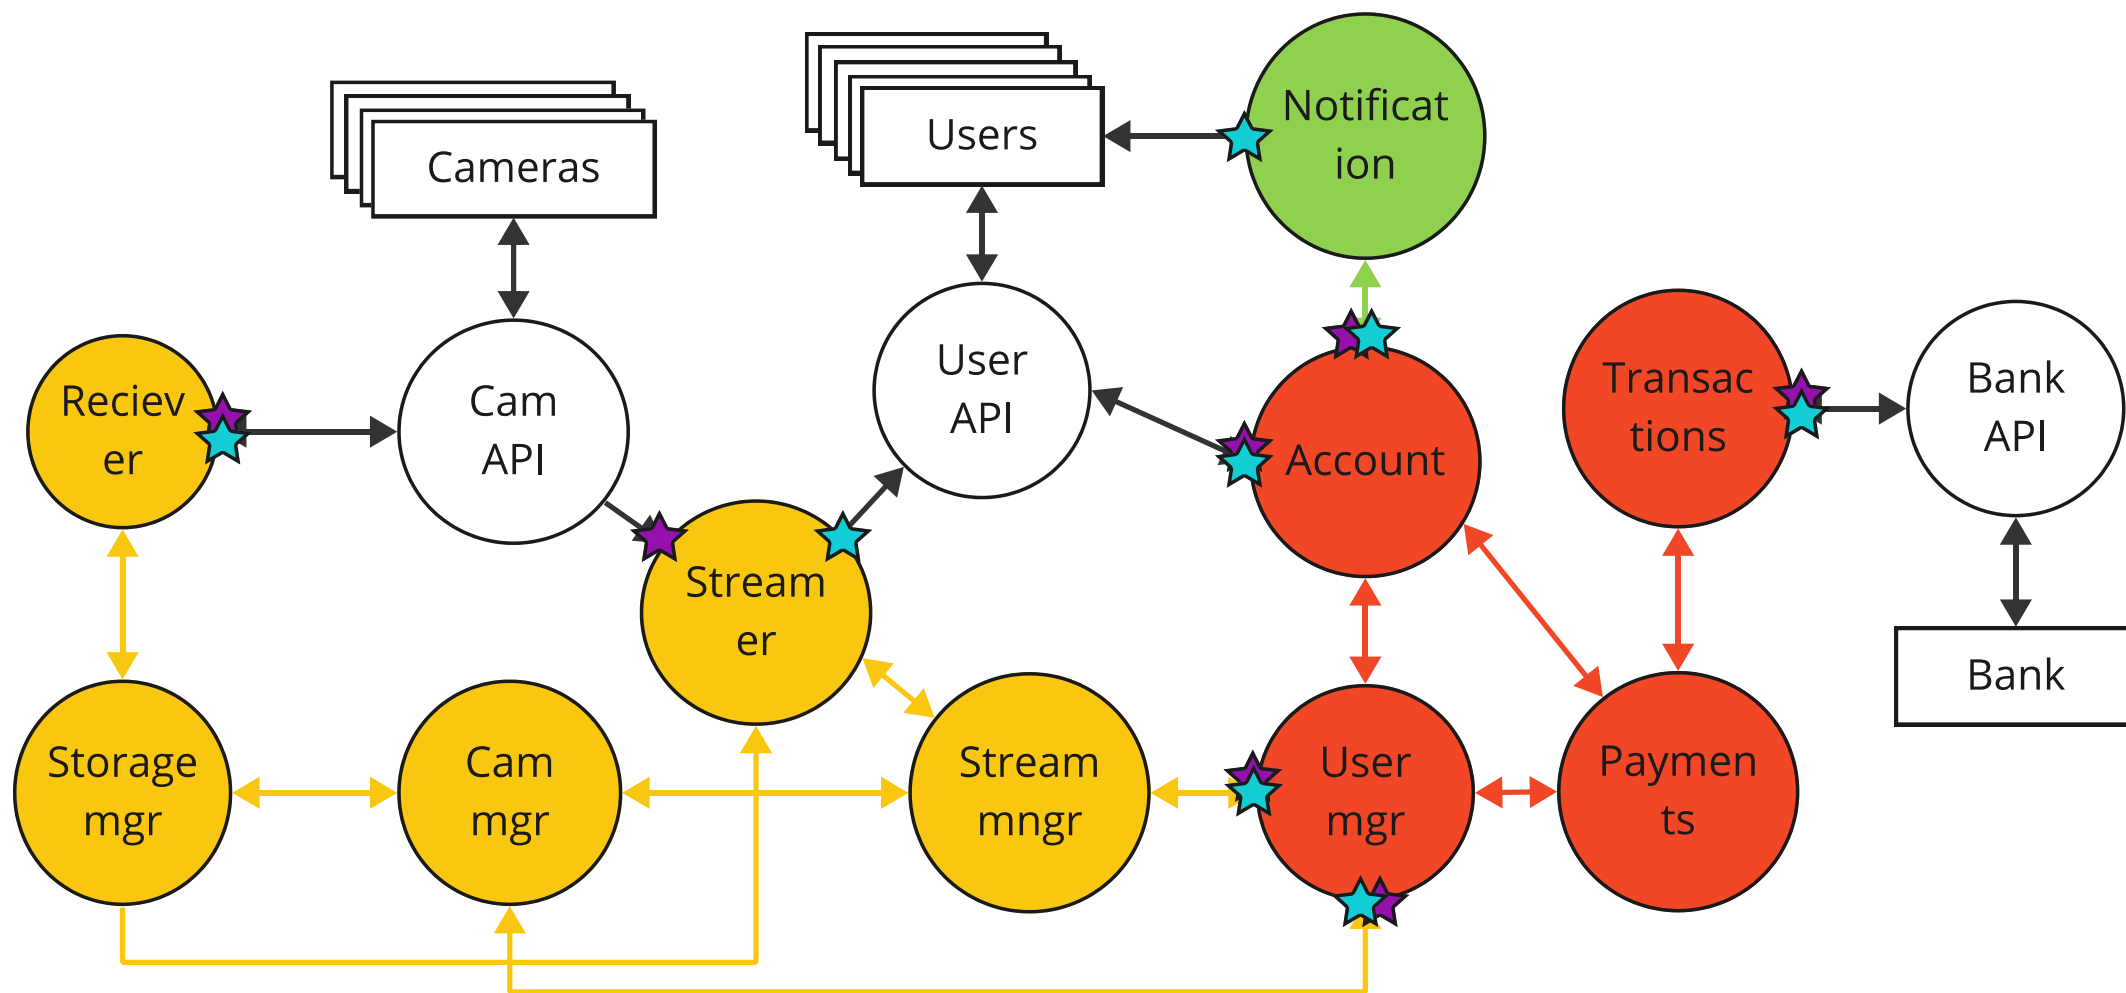 Notificat
ion
Users
Cameras
Reciev
er
Cam
API
User
API
Account
Transac
tions
Bank
API
Stream
er
Bank
Storage
mgr
Cam
mgr
Stream
mngr
User
mgr
Paymen
ts